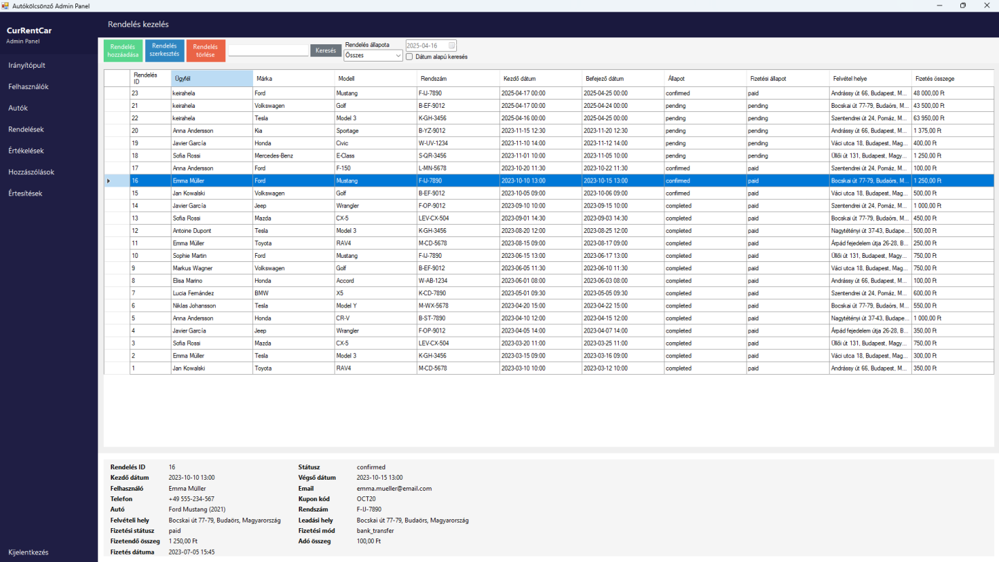 Autókölcsönző Admin Panel
CurRentCar
Admin Panel
Irányítópult
Felhasználók
Autók
Rendelések
Értékelések
Hozzászólások
Értesítések
Kijelentkezés
Rendelés kezelés
Rendelés hozzáadása
Rendelés szerkesztés
Rendelés törlése
Keresés
Rendelés állapota
Összes
2025-04-16
Dátum alapú keresés
Rendelés ID Ügyfél Márka Modell Rendszám Kezdő dátum Befejező dátum Állapot Fizetési állapot Felvétel helye Fizetés összege
23 keirahela Ford Mustang F-IJ-7890 2025-04-17 00:00 2025-04-25 00:00 confirmed paid Andrássy út 66, Budapest, M... 48 000,00 Ft
21 keirahela Volkswagen Golf B-EF-9012 2025-04-17 00:00 2025-04-24 00:00 pending pending Bocskai út 77-79, Budaörs, M... 43 500,00 Ft
22 keirahela Tesla Model 3 K-GH-3456 2025-04-16 00:00 2025-04-25 00:00 pending pending Szentendrei út 24, Pomáz, M... 63 950,00 Ft
20 Anna Andersson Kia Sportage B-YZ-9012 2023-11-15 12:30 2023-11-20 12:30 pending pending Andrássy út 66, Budapest, M... 1 375,00 Ft
19 Javier García Honda Civic W-UV-1234 2023-11-10 14:00 2023-11-12 14:00 pending pending Váci utca 18, Budapest, Mag... 400,00 Ft
18 Sofia Rossi Mercedes-Benz E-Class S-QR-3456 2023-11-01 10:00 2023-11-05 10:00 pending pending Üllői út 131, Budapest, Magy... 1 250,00 Ft
17 Anna Andersson Ford F-150 L-MN-5678 2023-10-20 11:30 2023-10-22 11:30 confirmed paid Szentendrei út 24, Pomáz, M... 100,00 Ft
16 Emma Müller Ford Mustang F-IJ-7890 2023-10-10 13:00 2023-10-15 13:00 confirmed paid Bocskai út 77-79, Budaörs, M... 1 250,00 Ft
15 Jan Kowalski Volkswagen Golf B-EF-9012 2023-10-05 09:00 2023-10-06 09:00 confirmed paid Váci utca 18, Budapest, Mag... 500,00 Ft
14 Javier García Jeep Wrangler F-OP-9012 2023-09-10 10:00 2023-09-15 10:00 completed paid Szentendrei út 24, Pomáz, M... 1 000,00 Ft
13 Sofia Rossi Mazda CX-5 LEV-CX-504 2023-09-01 14:30 2023-09-03 14:30 completed paid Bocskai út 77-79, Budaörs, M... 450,00 Ft
12 Antoine Dupont Tesla Model 3 K-GH-3456 2023-08-20 12:00 2023-08-25 12:00 completed paid Nagytétényi út 37-43, Budape... 500,00 Ft
11 Emma Müller Toyota RAV4 M-CD-5678 2023-08-15 09:00 2023-08-17 09:00 completed paid Árpád fejedelem útja 26-28, B... 250,00 Ft
10 Sophie Martin Ford Mustang F-IJ-7890 2023-06-15 13:00 2023-06-17 13:00 completed paid Üllői út 131, Budapest, Magy... 750,00 Ft
9 Markus Wagner Volkswagen Golf B-EF-9012 2023-06-05 11:30 2023-06-10 11:30 completed paid Váci utca 18, Budapest, Mag... 750,00 Ft
8 Elisa Marino Honda Accord W-AB-1234 2023-06-01 08:00 2023-06-03 08:00 completed paid Andrássy út 66, Budapest, M... 100,00 Ft
7 Lucia Fernández BMW X5 K-CD-7890 2023-05-01 09:30 2023-05-05 09:30 completed paid Szentendrei út 24, Pomáz, M... 600,00 Ft
6 Niklas Johansson Tesla Model Y M-WX-5678 2023-04-20 15:00 2023-04-22 15:00 completed paid Bocskai út 77-79, Budaörs, M... 550,00 Ft
5 Anna Andersson Honda CR-V B-ST-7890 2023-04-10 12:00 2023-04-15 12:00 completed paid Nagytétényi út 37-43, Budape... 1 000,00 Ft
4 Javier García Jeep Wrangler F-OP-9012 2023-04-05 14:00 2023-04-07 14:00 completed paid Árpád fejedelem útja 26-28, B... 350,00 Ft
3 Sofia Rossi Mazda CX-5 LEV-CX-504 2023-03-20 11:00 2023-03-25 11:00 completed paid Üllői út 131, Budapest, Magy... 750,00 Ft
2 Emma Müller Tesla Model 3 K-GH-3456 2023-03-15 09:00 2023-03-16 09:00 completed paid Váci utca 18, Budapest, Mag... 300,00 Ft
1 Jan Kowalski Toyota RAV4 M-CD-5678 2023-03-10 10:00 2023-03-12 10:00 completed paid Andrássy út 66, Budapest, M... 350,00 Ft
Rendelés ID 16 Státusz confirmed
Kezdő dátum 2023-10-10 13:00 Végső dátum 2023-10-15 13:00
Felhasználó Emma Müller Email emma.mueller@email.com
Telefon +49 555-234-567 Kupon kód OCT20
Autó Ford Mustang (2021) Rendszám F-IJ-7890
Felvételi hely Bocskai út 77-79, Budaörs, Magyarország Leadási hely Bocskai út 77-79, Budaörs, Magyarország
Fizetési státusz paid Fizetési mód bank_transfer
Fizetendő összeg 1 250,00 Ft Adó összeg 100,00 Ft
Fizetés dátuma 2023-07-05 15:45